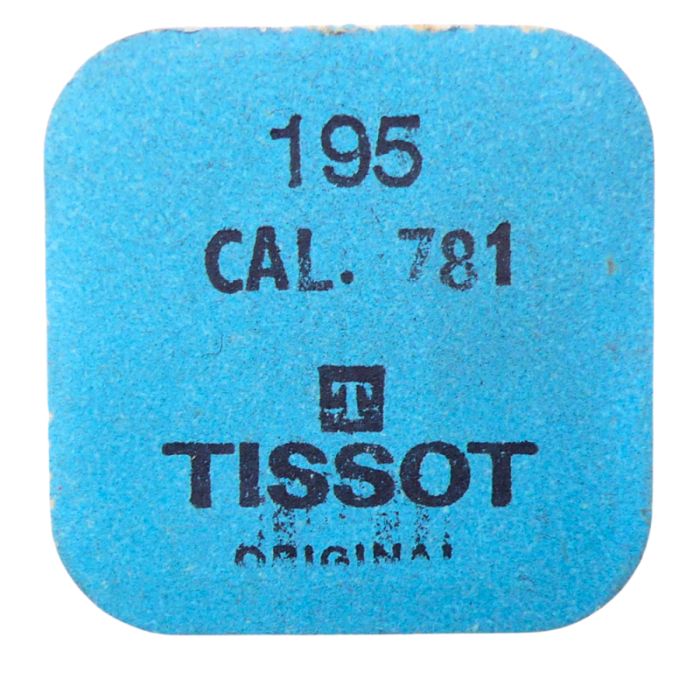 195
CAL. 781
T
TISSOT
ORIGINAL